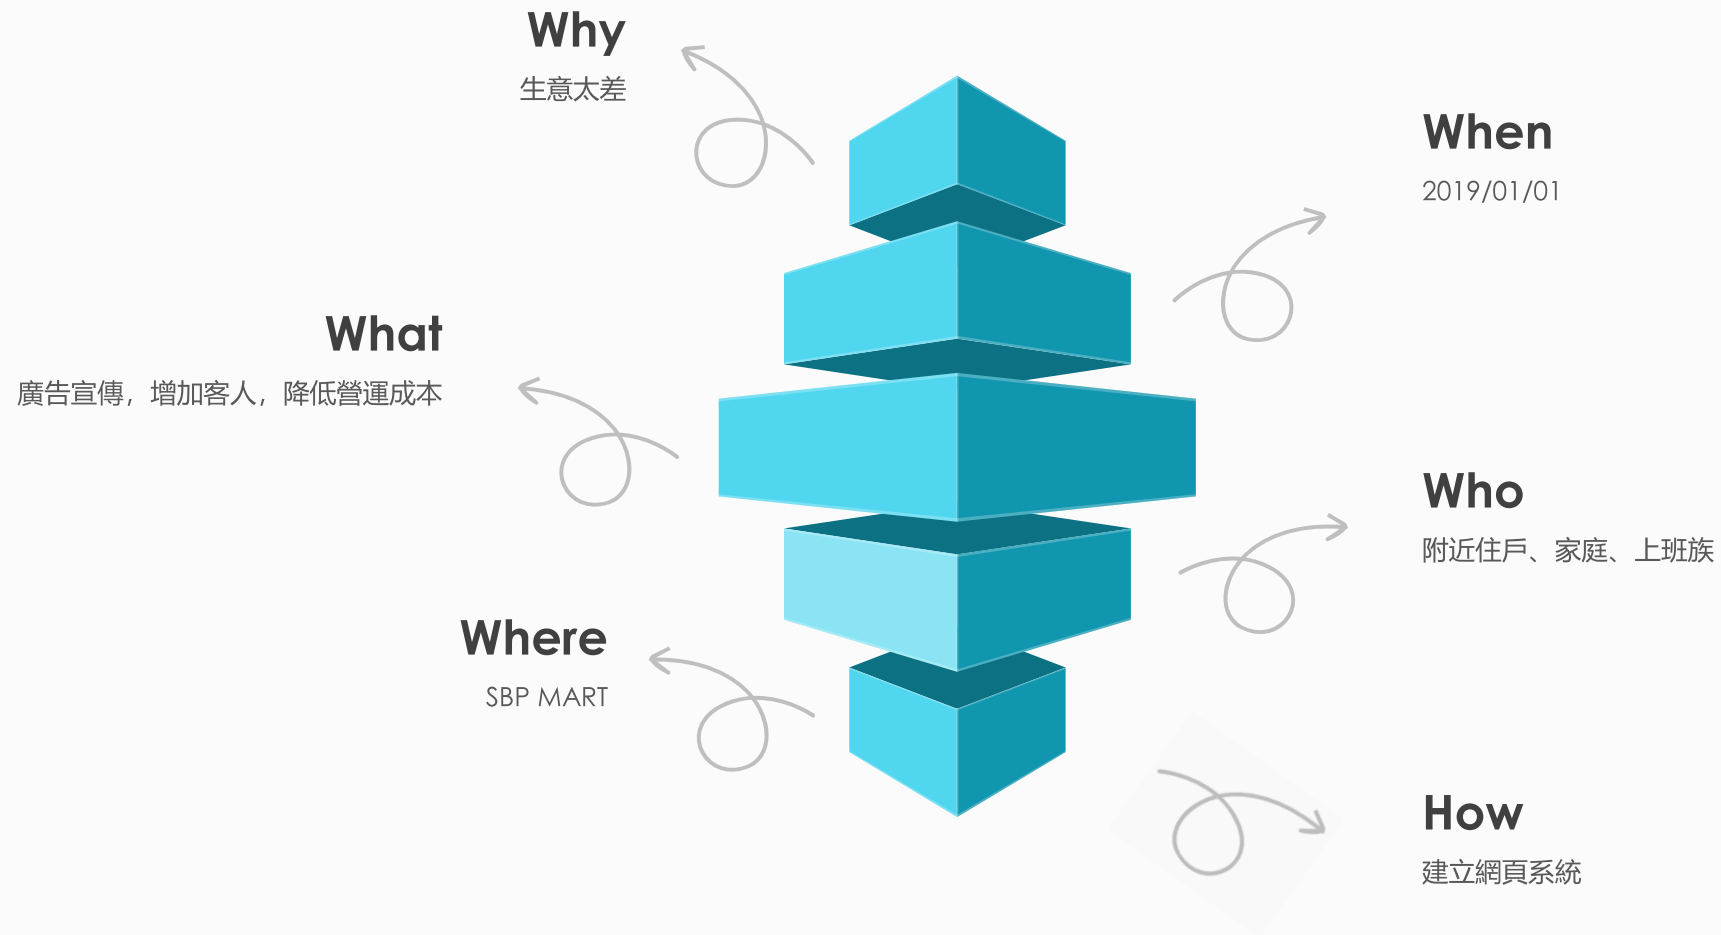 Why
生意太差
When
2019/01/01
What
廣告宣傳，增加客人，降低營運成本
Who
附近住戶、家庭、上班族
Where
SBP MART
How
建立網頁系統